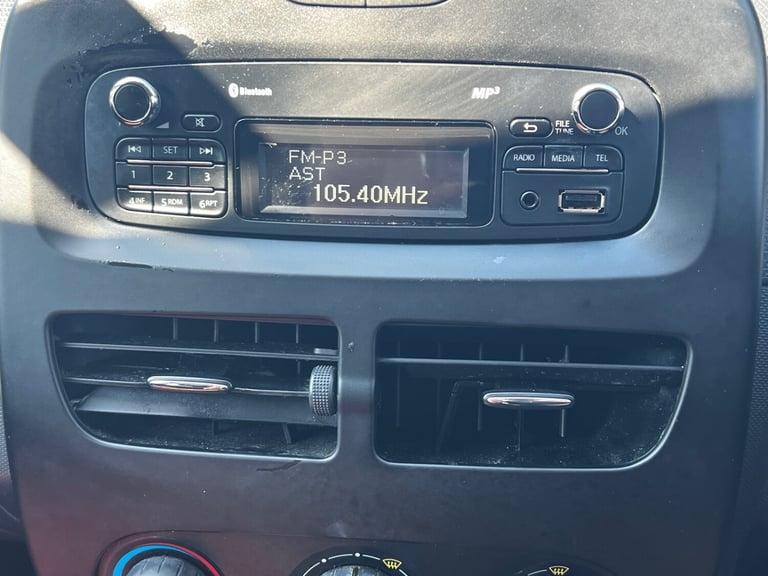 Bluetooth
MP3
FILE
TUNE
OK
SET
RADIO
MEDIA
TEL
1
2
3
4 INF
5 RDM
6 RPT
FM-P3
AST
105.40MHz